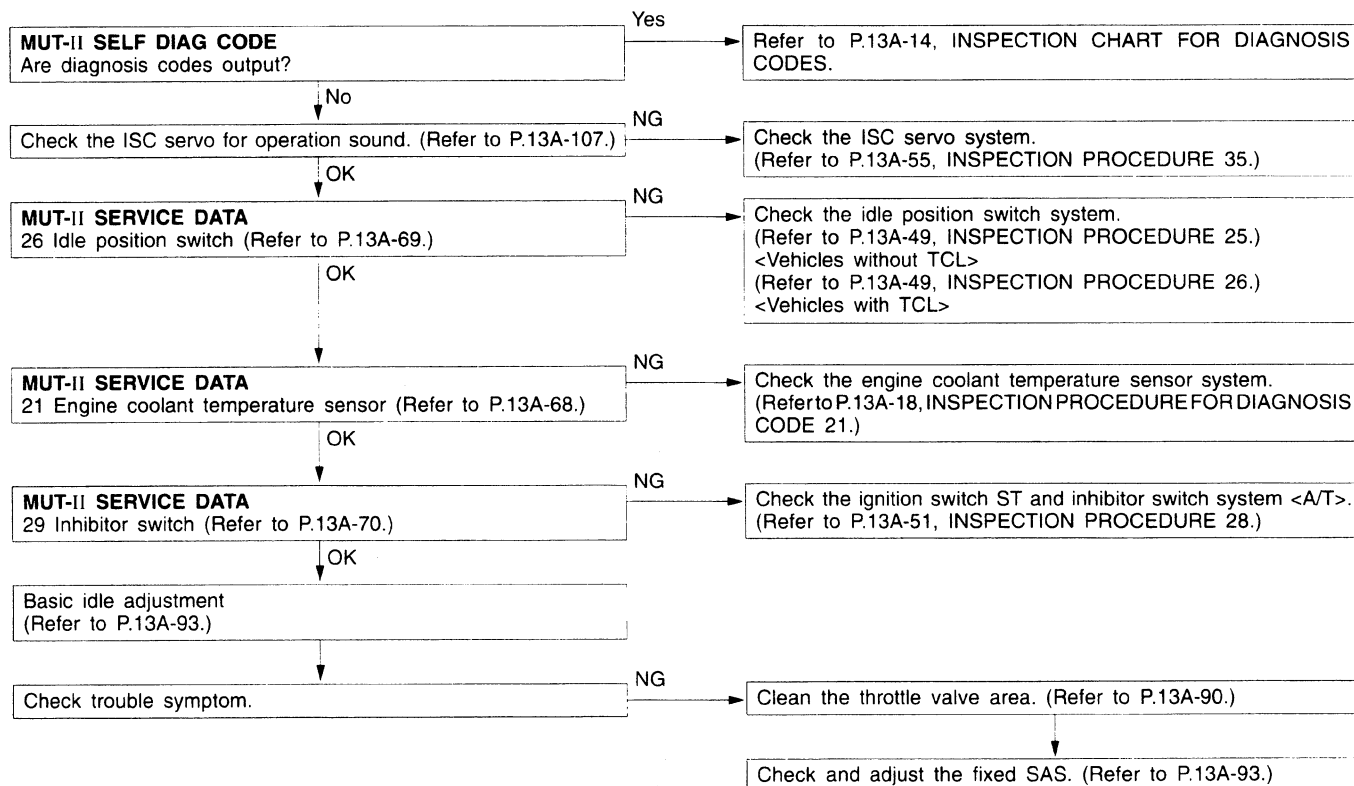 MUT-II SELF DIAG CODE
Are diagnosis codes output?
Yes
Refer to P.13A-14, INSPECTION CHART FOR DIAGNOSIS
CODES.
No
Check the ISC servo for operation sound. (Refer to P.13A-107.)
NG
Check the ISC servo system.
(Refer to P.13A-55, INSPECTION PROCEDURE 35.)
OK
MUT-II SERVICE DATA
26 Idle position switch (Refer to P.13A-69.)
NG
Check the idle position switch system.
(Refer to P.13A-49, INSPECTION PROCEDURE 25.)
<Vehicles without TCL>
(Refer to P.13A-49, INSPECTION PROCEDURE 26.)
<Vehicles with TCL>
OK
MUT-II SERVICE DATA
21 Engine coolant temperature sensor (Refer to P.13A-68.)
NG
Check the engine coolant temperature sensor system.
(Refer to P.13A-18, INSPECTION PROCEDURE FOR DIAGNOSIS
CODE 21.)
OK
MUT-II SERVICE DATA
29 Inhibitor switch (Refer to P.13A-70.)
NG
Check the ignition switch ST and inhibitor switch system <A/T>.
(Refer to P.13A-51, INSPECTION PROCEDURE 28.)
OK
Basic idle adjustment
(Refer to P.13A-93.)
Check trouble symptom.
NG
Clean the throttle valve area. (Refer to P.13A-90.)
Check and adjust the fixed SAS. (Refer to P.13A-93.)